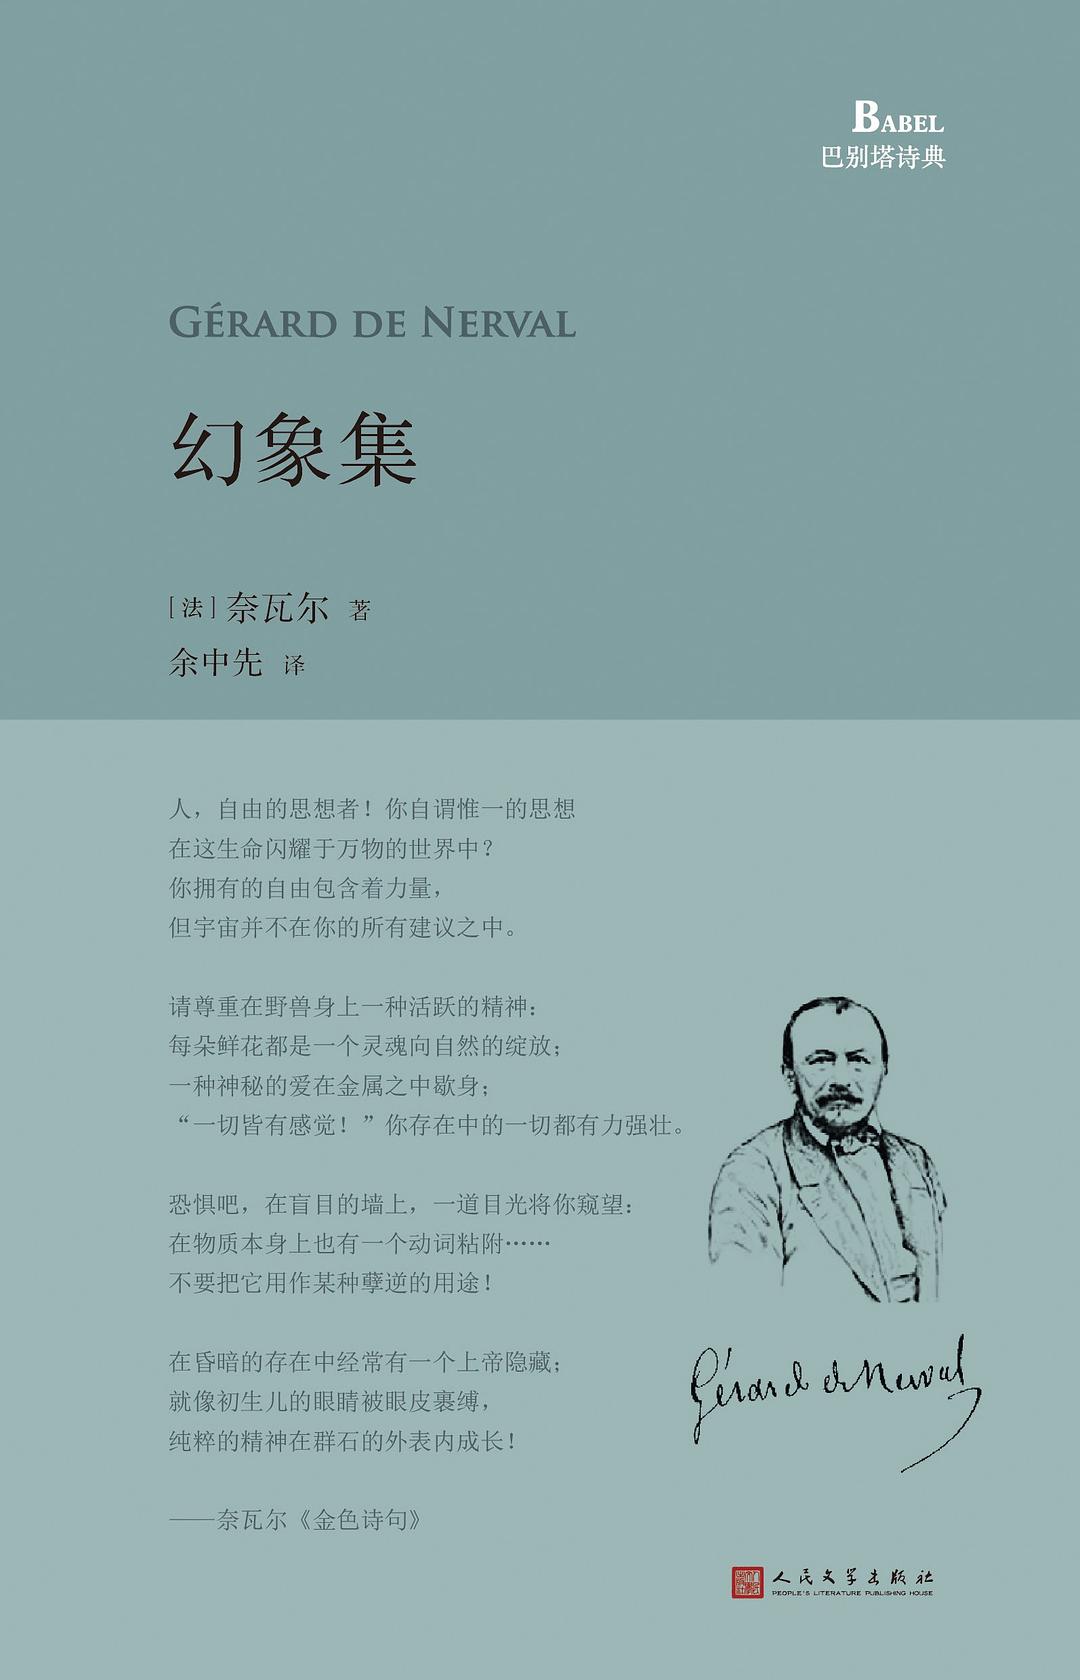 BABEL
巴别塔诗典
GÉRARD DE NERVAL
幻象集
[法] 奈瓦尔 著
余中先 译
人，自由的思想者！你自谓惟一的思想
在这生命闪耀于万物的世界中？
你拥有的自由包含着力量，
但宇宙并不在你的所有建议之中。
请尊重在野兽身上一种活跃的精神：
每朵鲜花都是一个灵魂向自然的绽放；
一种神秘的爱在金属之中歇身；
“一切皆有感觉！”你存在中的一切都有力强壮。
恐惧吧，在盲目的墙上，一道目光将你窥望：
在物质本身上也有一个动词粘附……
不要把它用作某种孽逆的用途！
在昏暗的存在中经常有一个上帝隐藏；
就像初生儿的眼睛被眼皮裹缚，
纯粹的精神在群石的外表内成长！
——奈瓦尔《金色诗句》
Gérard de Nerval
人民文学出版社
PEOPLE'S LITERATURE PUBLISHING HOUSE